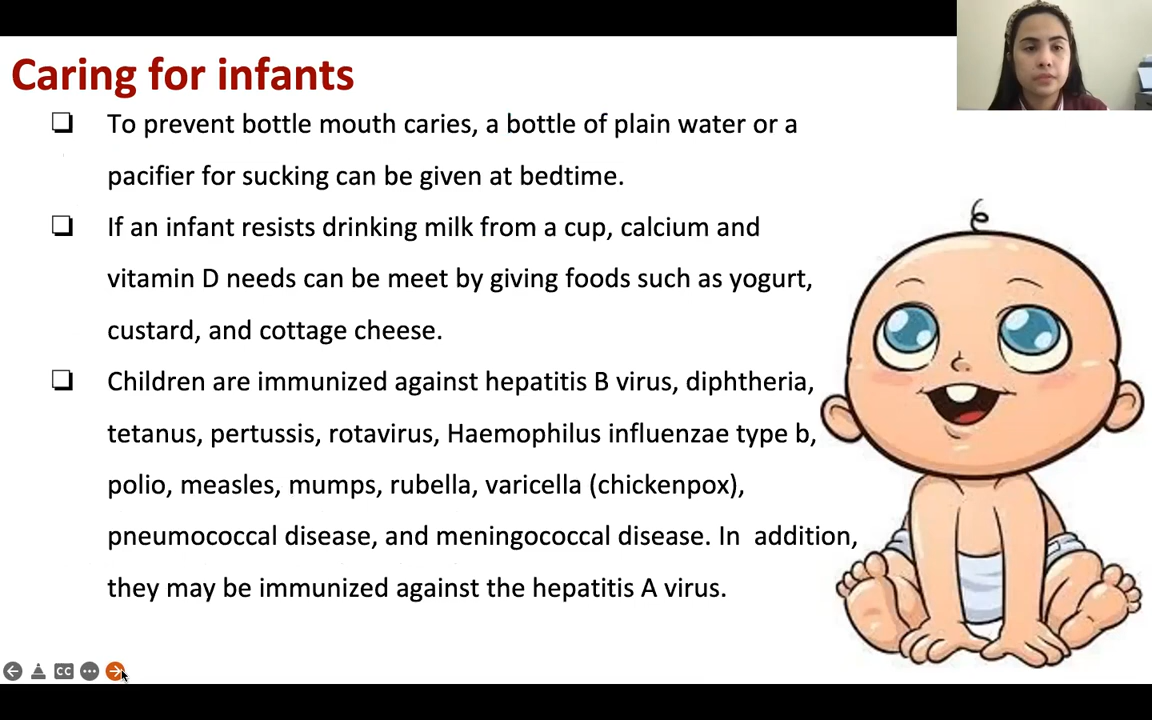 Caring for infants
❏ To prevent bottle mouth caries, a bottle of plain water or a
pacifier for sucking can be given at bedtime.
❏ If an infant resists drinking milk from a cup, calcium and
vitamin D needs can be meet by giving foods such as yogurt,
custard, and cottage cheese.
❏ Children are immunized against hepatitis B virus, diphtheria,
tetanus, pertussis, rotavirus, Haemophilus influenzae type b,
polio, measles, mumps, rubella, varicella (chickenpox),
pneumococcal disease, and meningococcal disease. In  addition,
they may be immunized against the hepatitis A virus.
CC